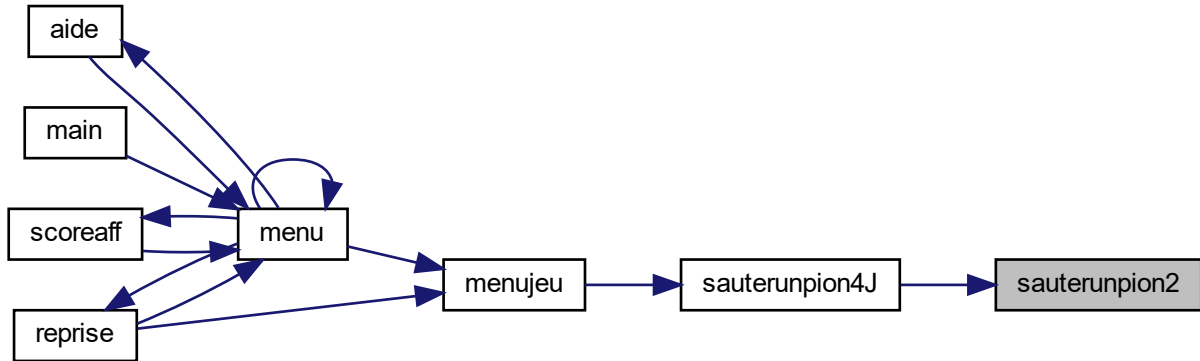 aide
main
scoreaff
menu
reprise
menujeu
sauterunpion4J
sauterunpion2